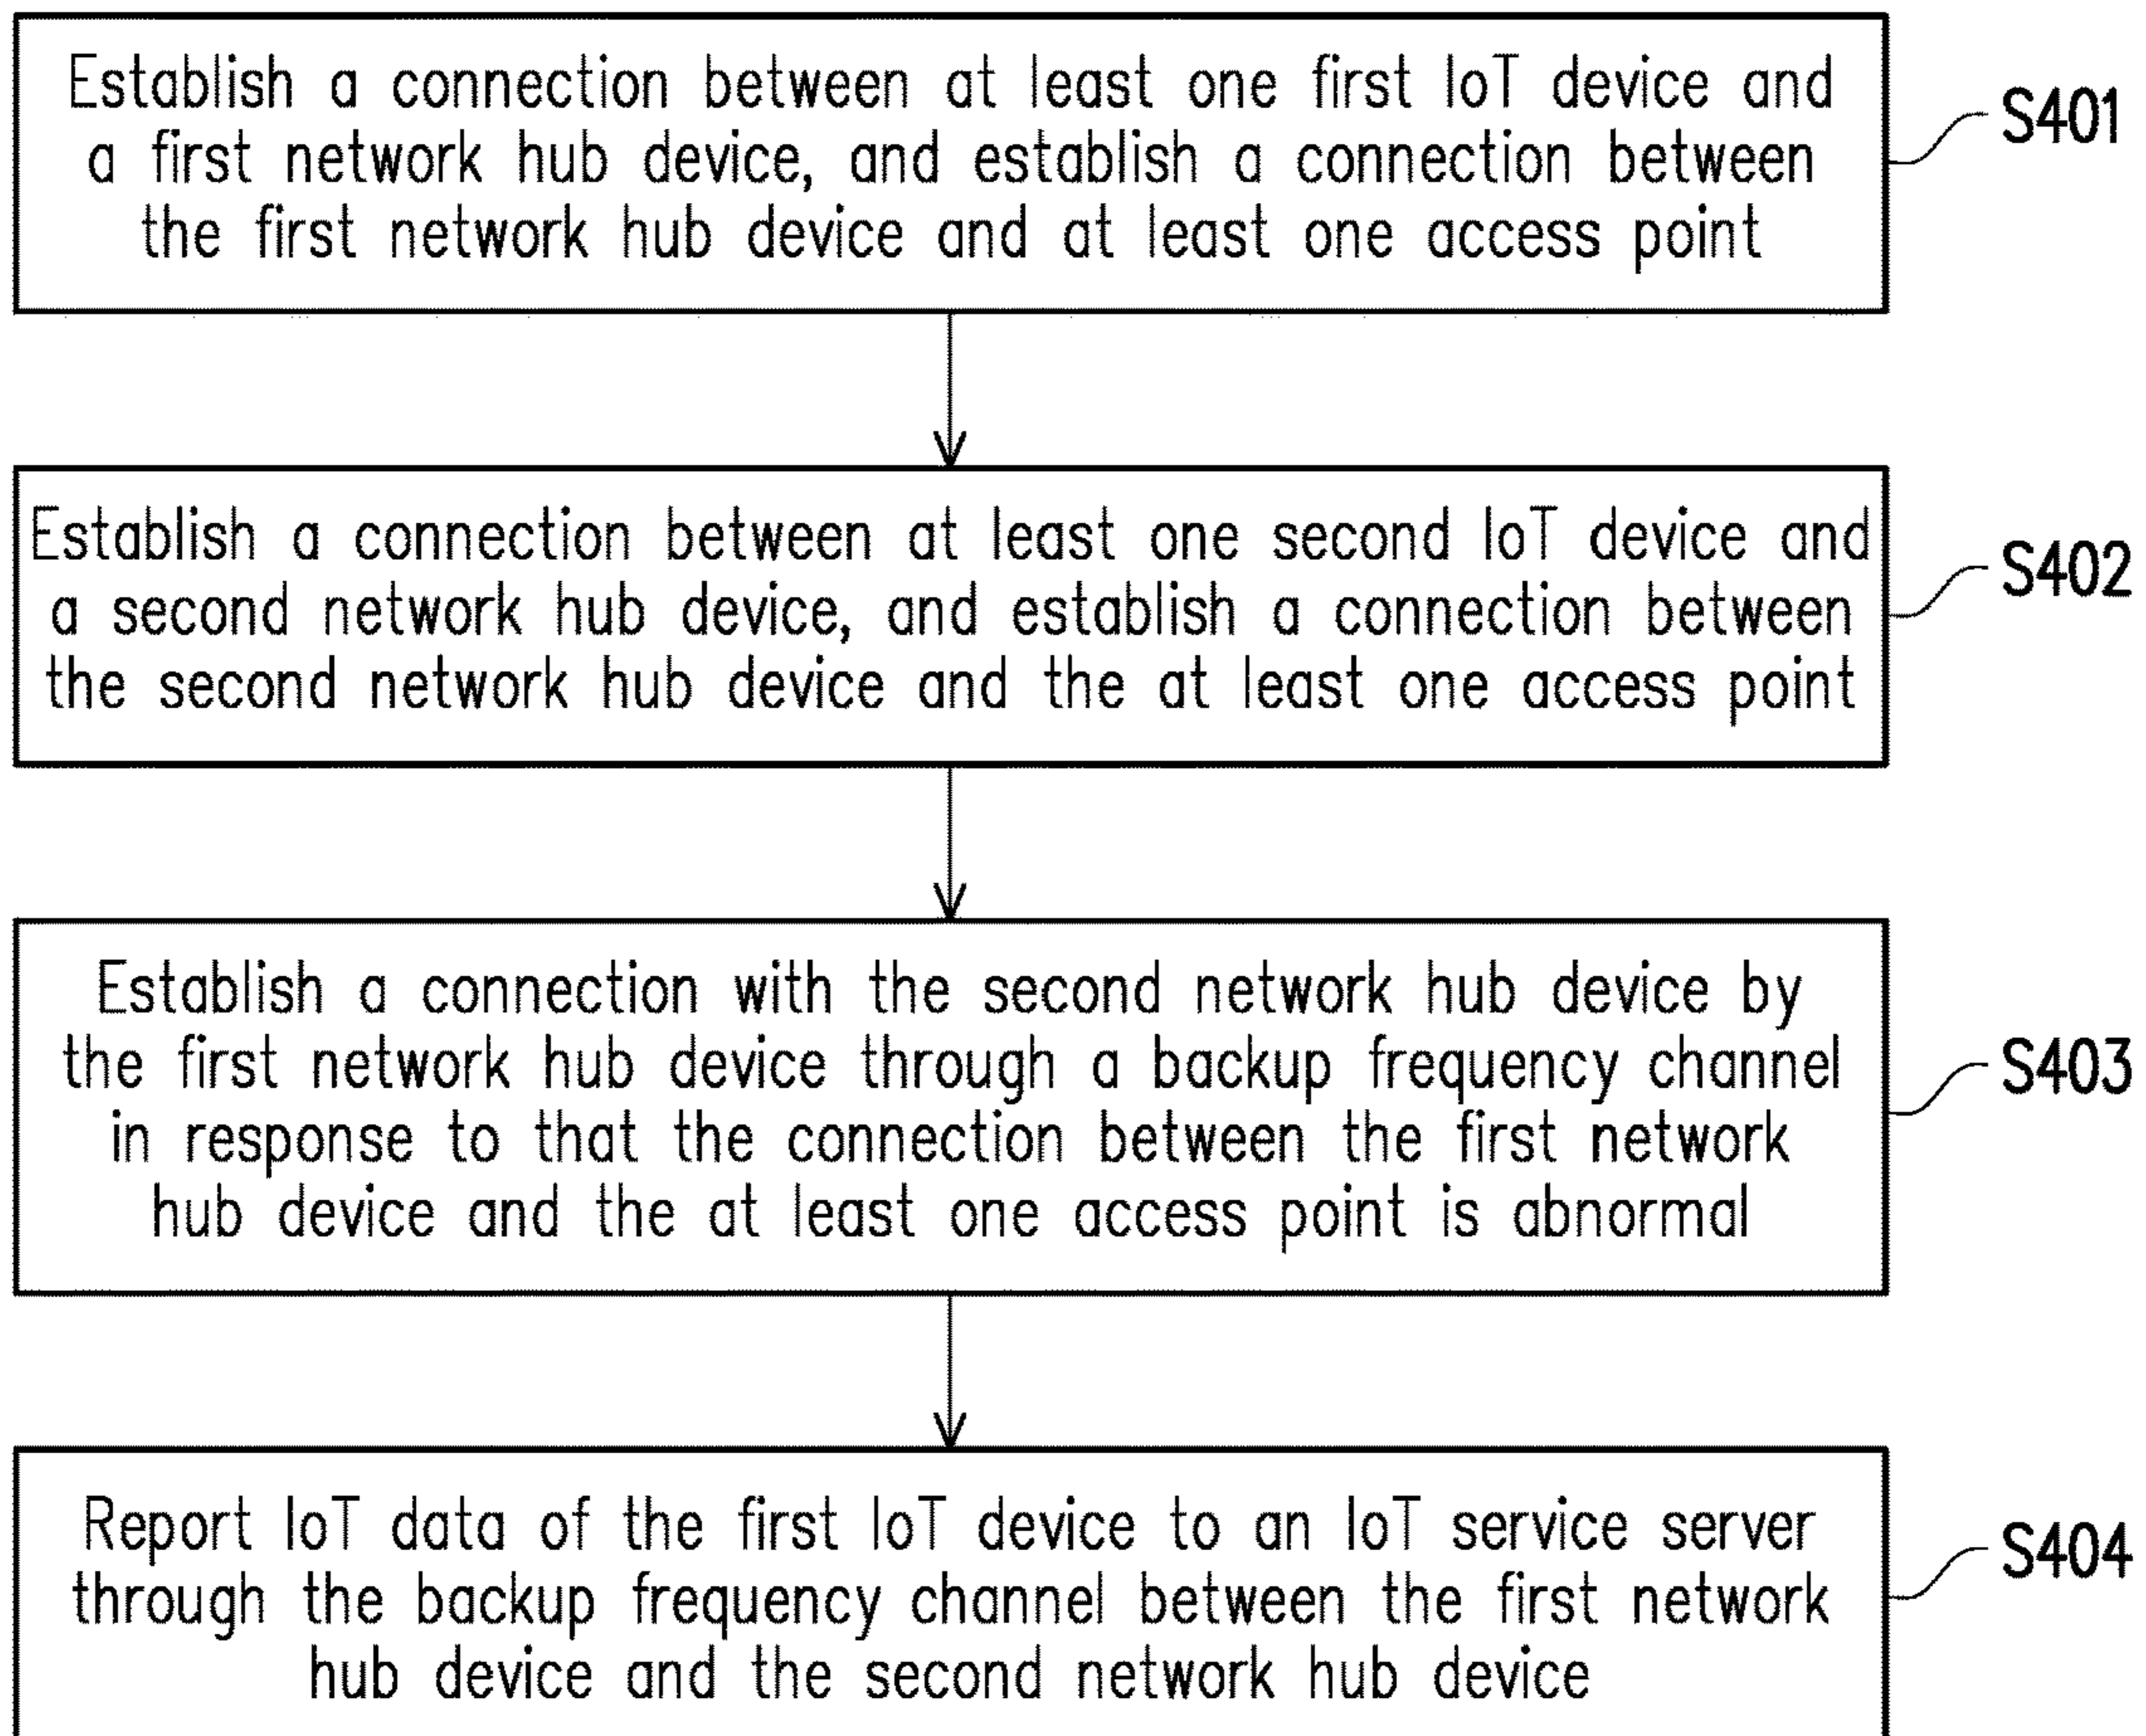 Establish a connection between at least one first IoT device and
a first network hub device, and establish a connection between
the first network hub device and at least one access point
S401
Establish a connection between at least one second IoT device and
a second network hub device, and establish a connection between
the second network hub device and the at least one access point
S402
Establish a connection with the second network hub device by
the first network hub device through a backup frequency channel
in response to that the connection between the first network
hub device and the at least one access point is abnormal
S403
Report IoT data of the first IoT device to an IoT service server
through the backup frequency channel between the first network
hub device and the second network hub device
S404